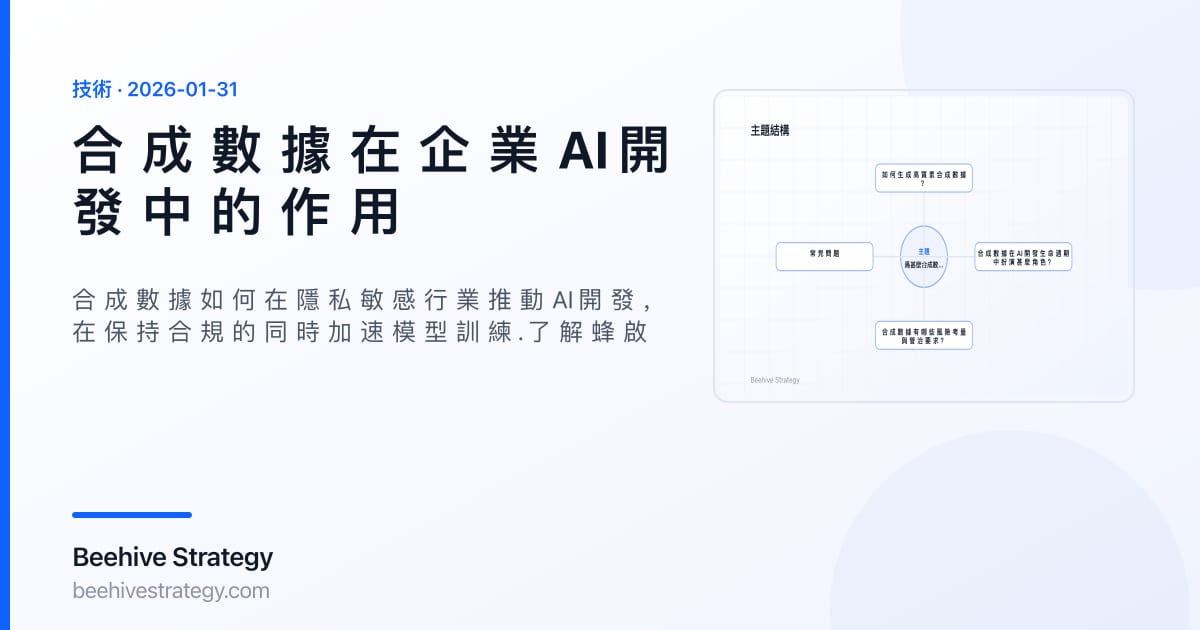 技術 · 2026-01-31
合成數據在企業AI開
發中的作用
合成數據如何在隱私敏感行業推動AI開發,
在保持合規的同時加速模型訓練.了解蜂啟
Beehive Strategy
beehivestrategy.com
主題結構
如何生成高質素合成數據
?
常見問題
主題
為甚麼合成數...
合成數據在AI開發生命週期
中扮演甚麼角色?
合成數據有哪些風險考量
與管治要求?
Beehive Strategy